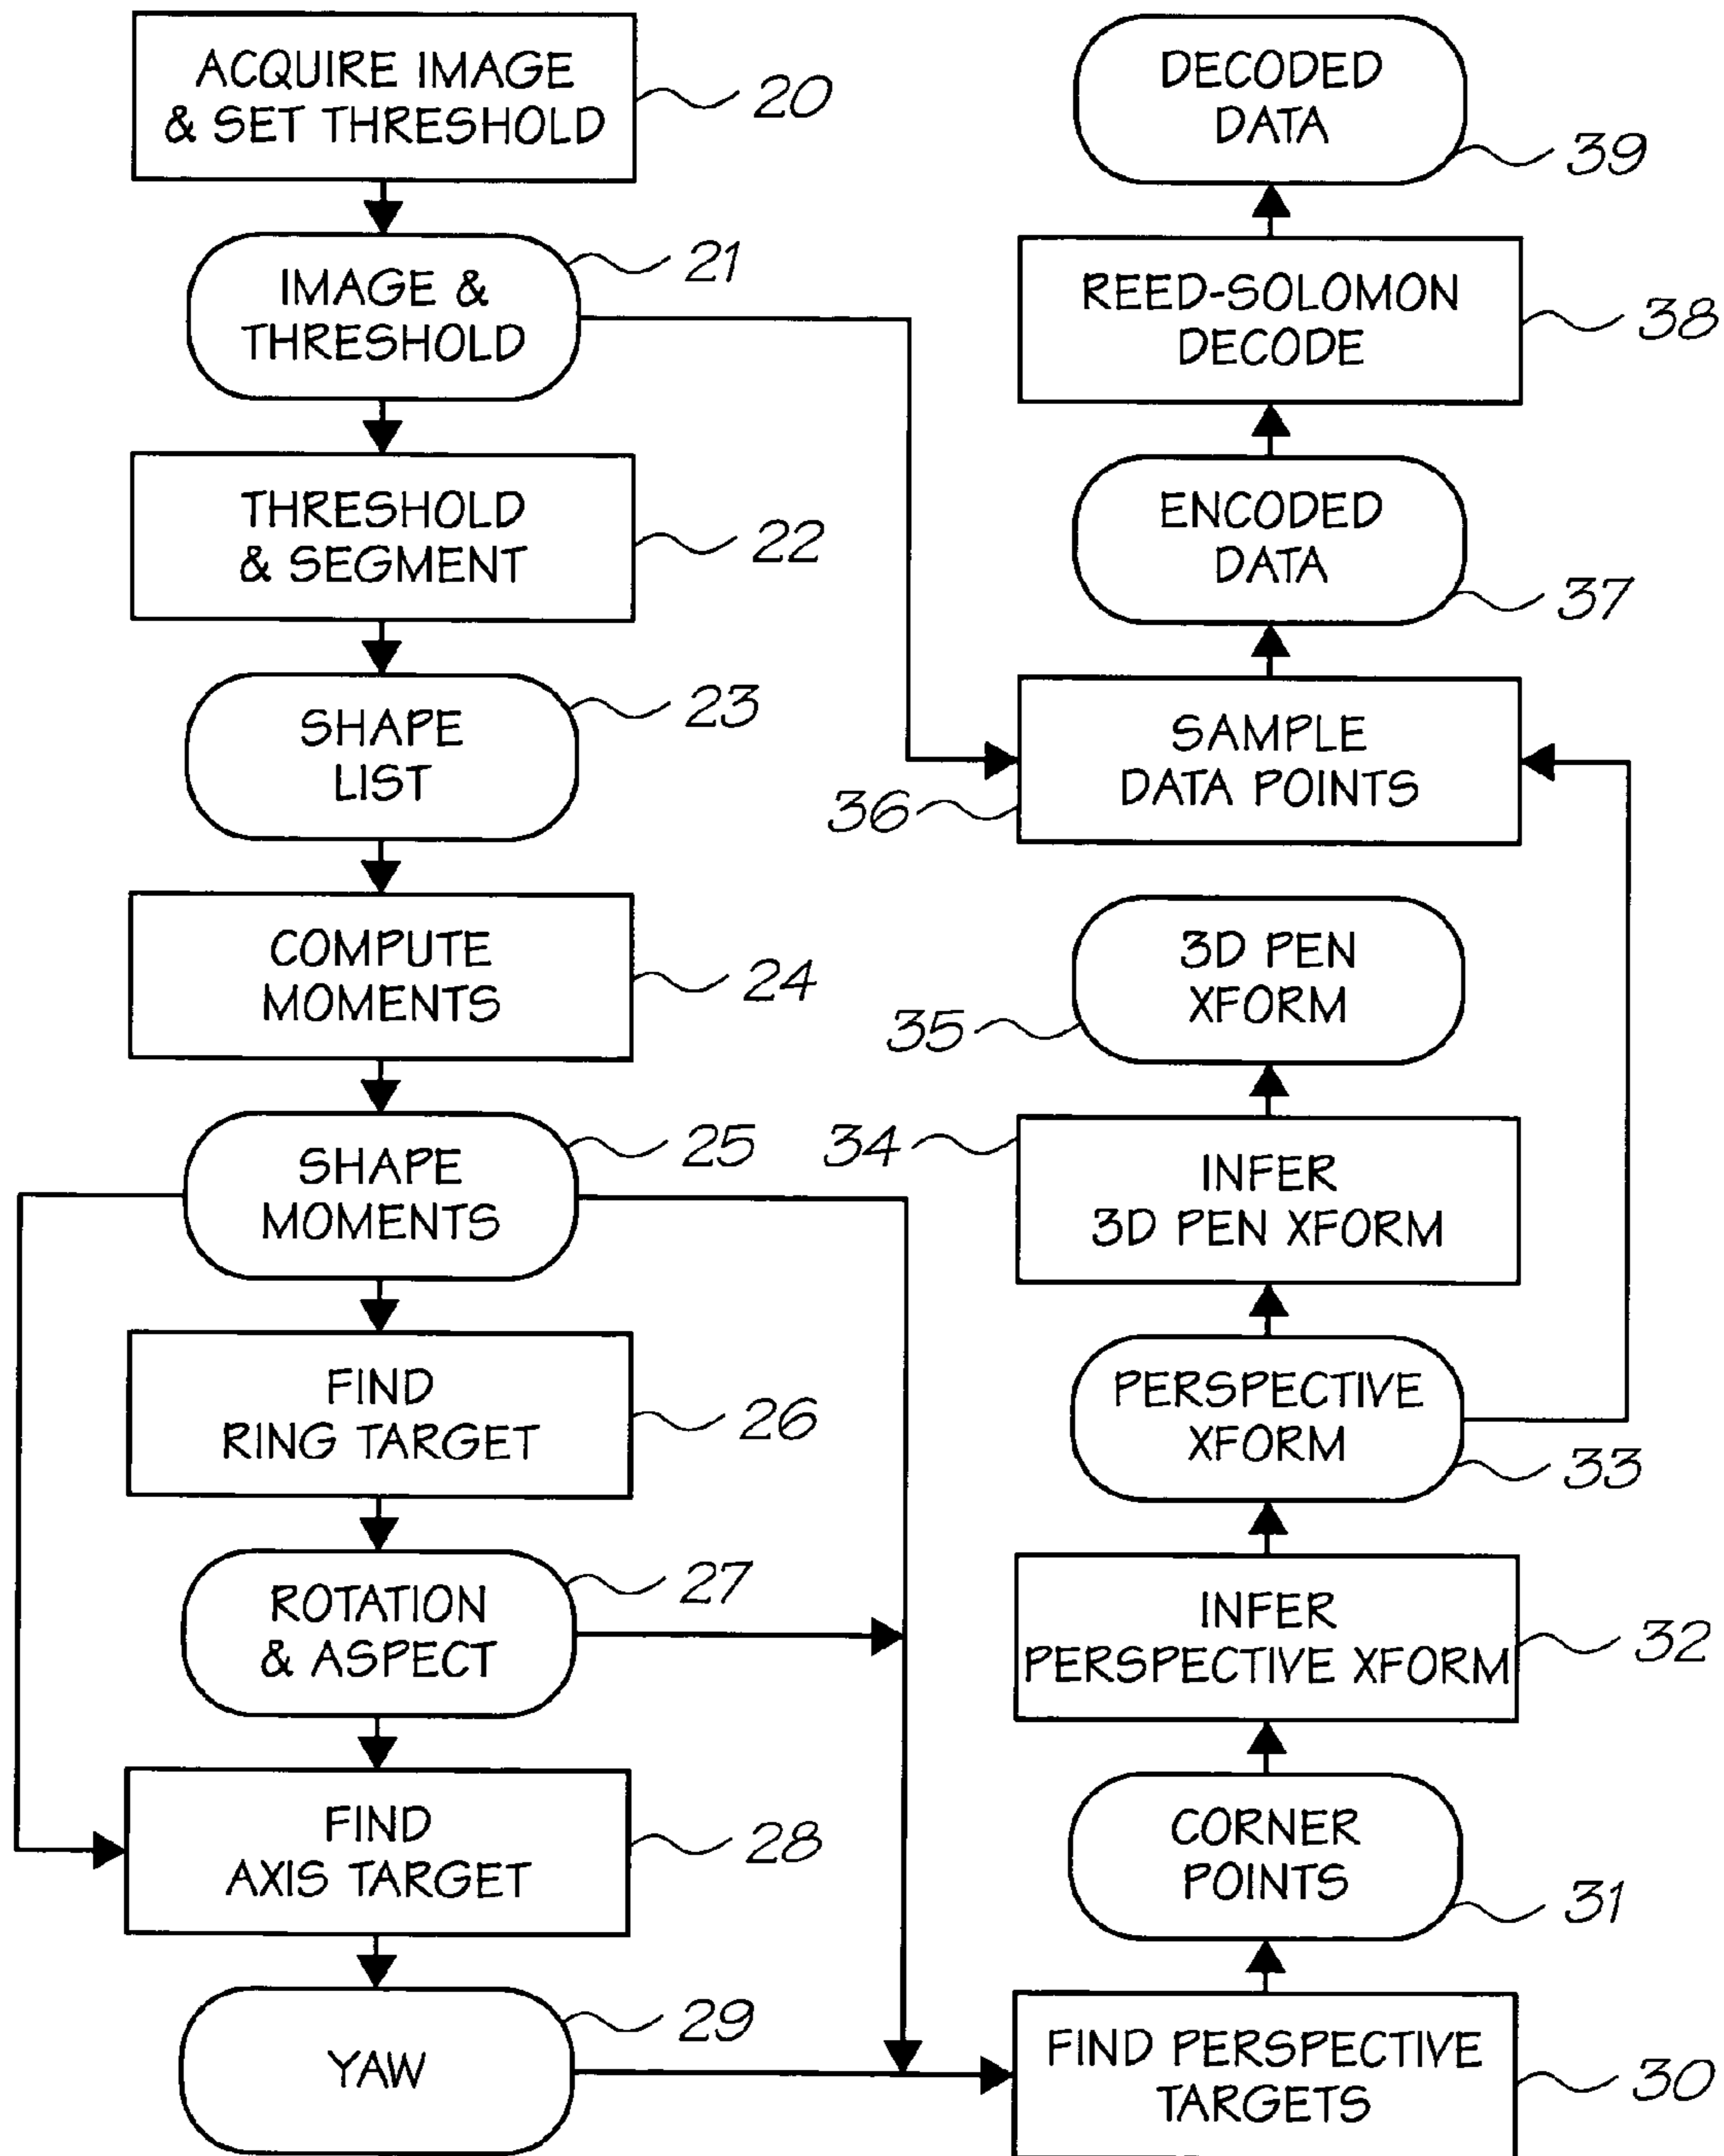 ACQUIRE IMAGE
& SET THRESHOLD
20
IMAGE &
THRESHOLD
21
THRESHOLD
& SEGMENT
22
SHAPE
LIST
23
COMPUTE
MOMENTS
24
SHAPE
MOMENTS
25
FIND
RING TARGET
26
ROTATION
& ASPECT
27
FIND
AXIS TARGET
28
YAW
29
DECODED
DATA
39
REED-SOLOMON
DECODE
38
ENCODED
DATA
37
SAMPLE
DATA POINTS
36
3D PEN
XFORM
35
INFER
3D PEN XFORM
34
PERSPECTIVE
XFORM
33
INFER
PERSPECTIVE XFORM
32
CORNER
POINTS
31
FIND PERSPECTIVE
TARGETS
30